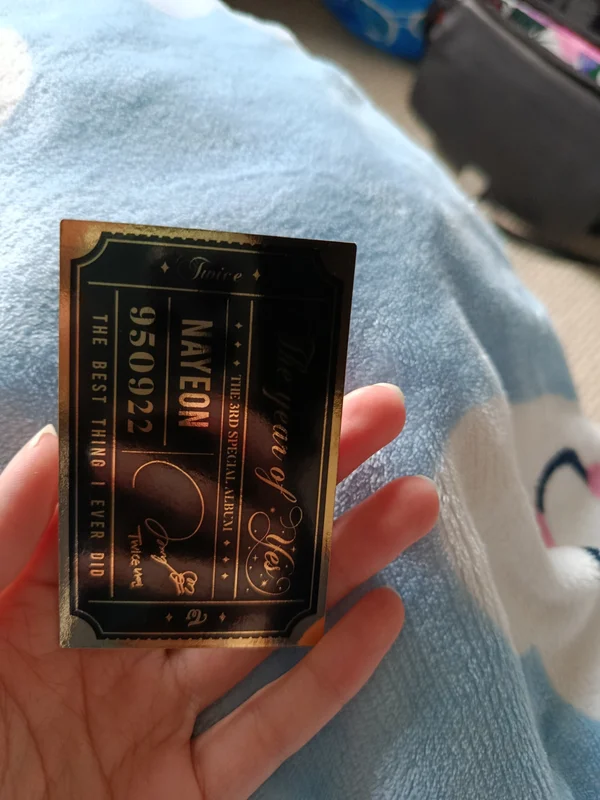 Twice
The year of Yes
THE 3RD SPECIAL ALBUM
NAYEON
950922
THE BEST THING I EVER DID